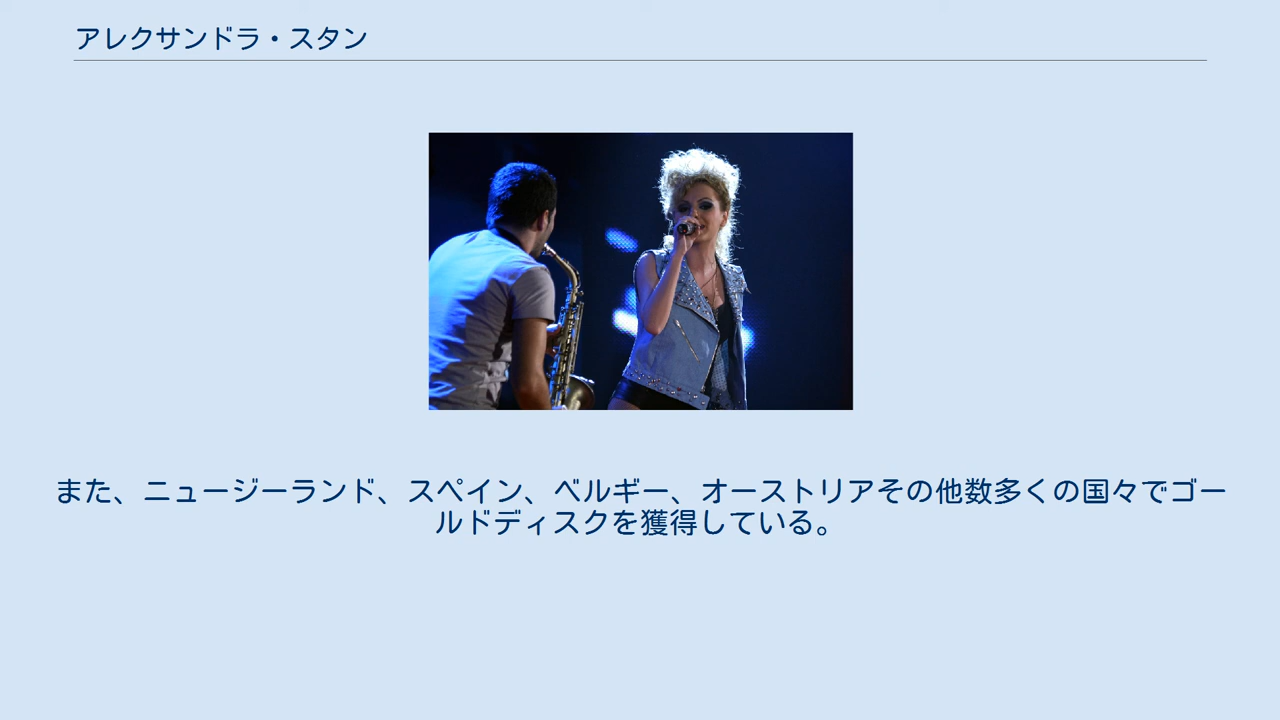 アレクサンドラ・スタン
また、ニュージーランド、スペイン、ベルギー、オーストリアその他数多くの国々でゴー
ルドディスクを獲得している。